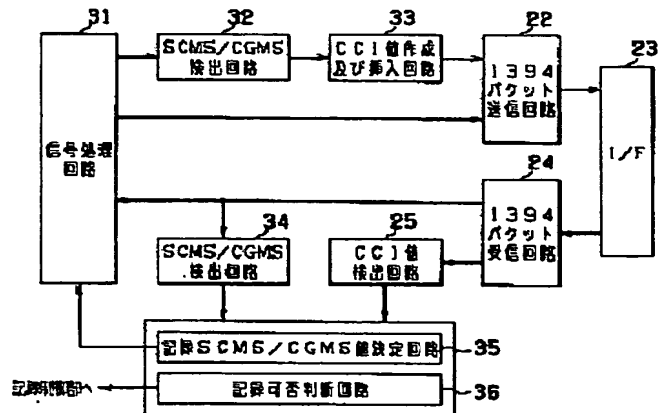 31
32
33
22
23
SCMS/CGMS
検出回路
CCI値作成
及び挿入回路
1394
パケット
送信回路
I/F
信号処理
回路
24
34
25
1394
パケット
受信回路
SCMS/CGMS
検出回路
CCI値
検出回路
記録SCMS/CGMS値決定回路
35
記録制御部へ
記録可否判断回路
36